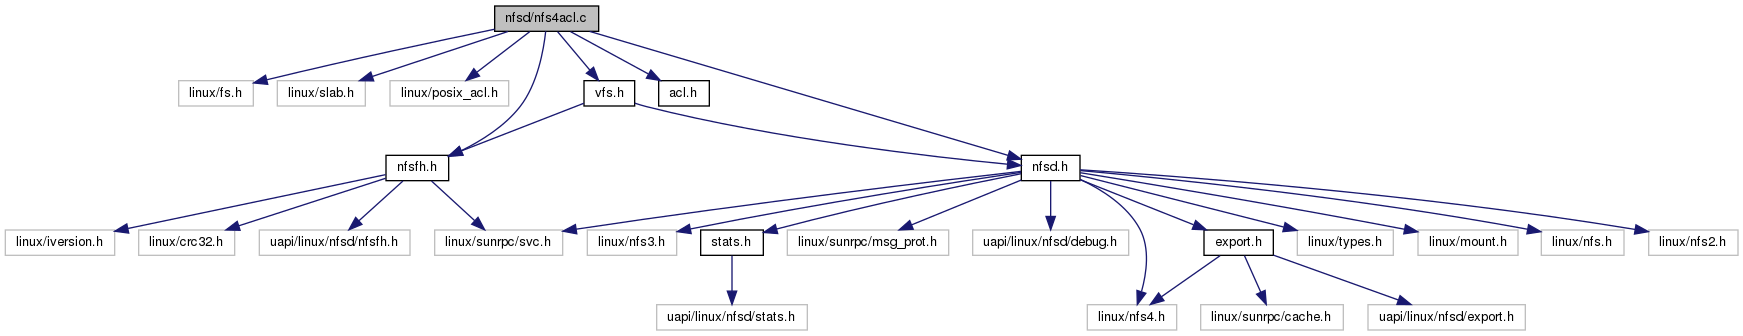 nfsd/nfs4acl.c
linux/fs.h
linux/slab.h
linux/posix_acl.h
vfs.h
acl.h
nfsfh.h
nfsd.h
linux/iversion.h
linux/crc32.h
uapi/linux/nfsd/nfsfh.h
linux/sunrpc/svc.h
linux/nfs3.h
stats.h
linux/sunrpc/msg_prot.h
uapi/linux/nfsd/debug.h
export.h
linux/types.h
linux/mount.h
linux/nfs.h
linux/nfs2.h
uapi/linux/nfsd/stats.h
linux/nfs4.h
linux/sunrpc/cache.h
uapi/linux/nfsd/export.h